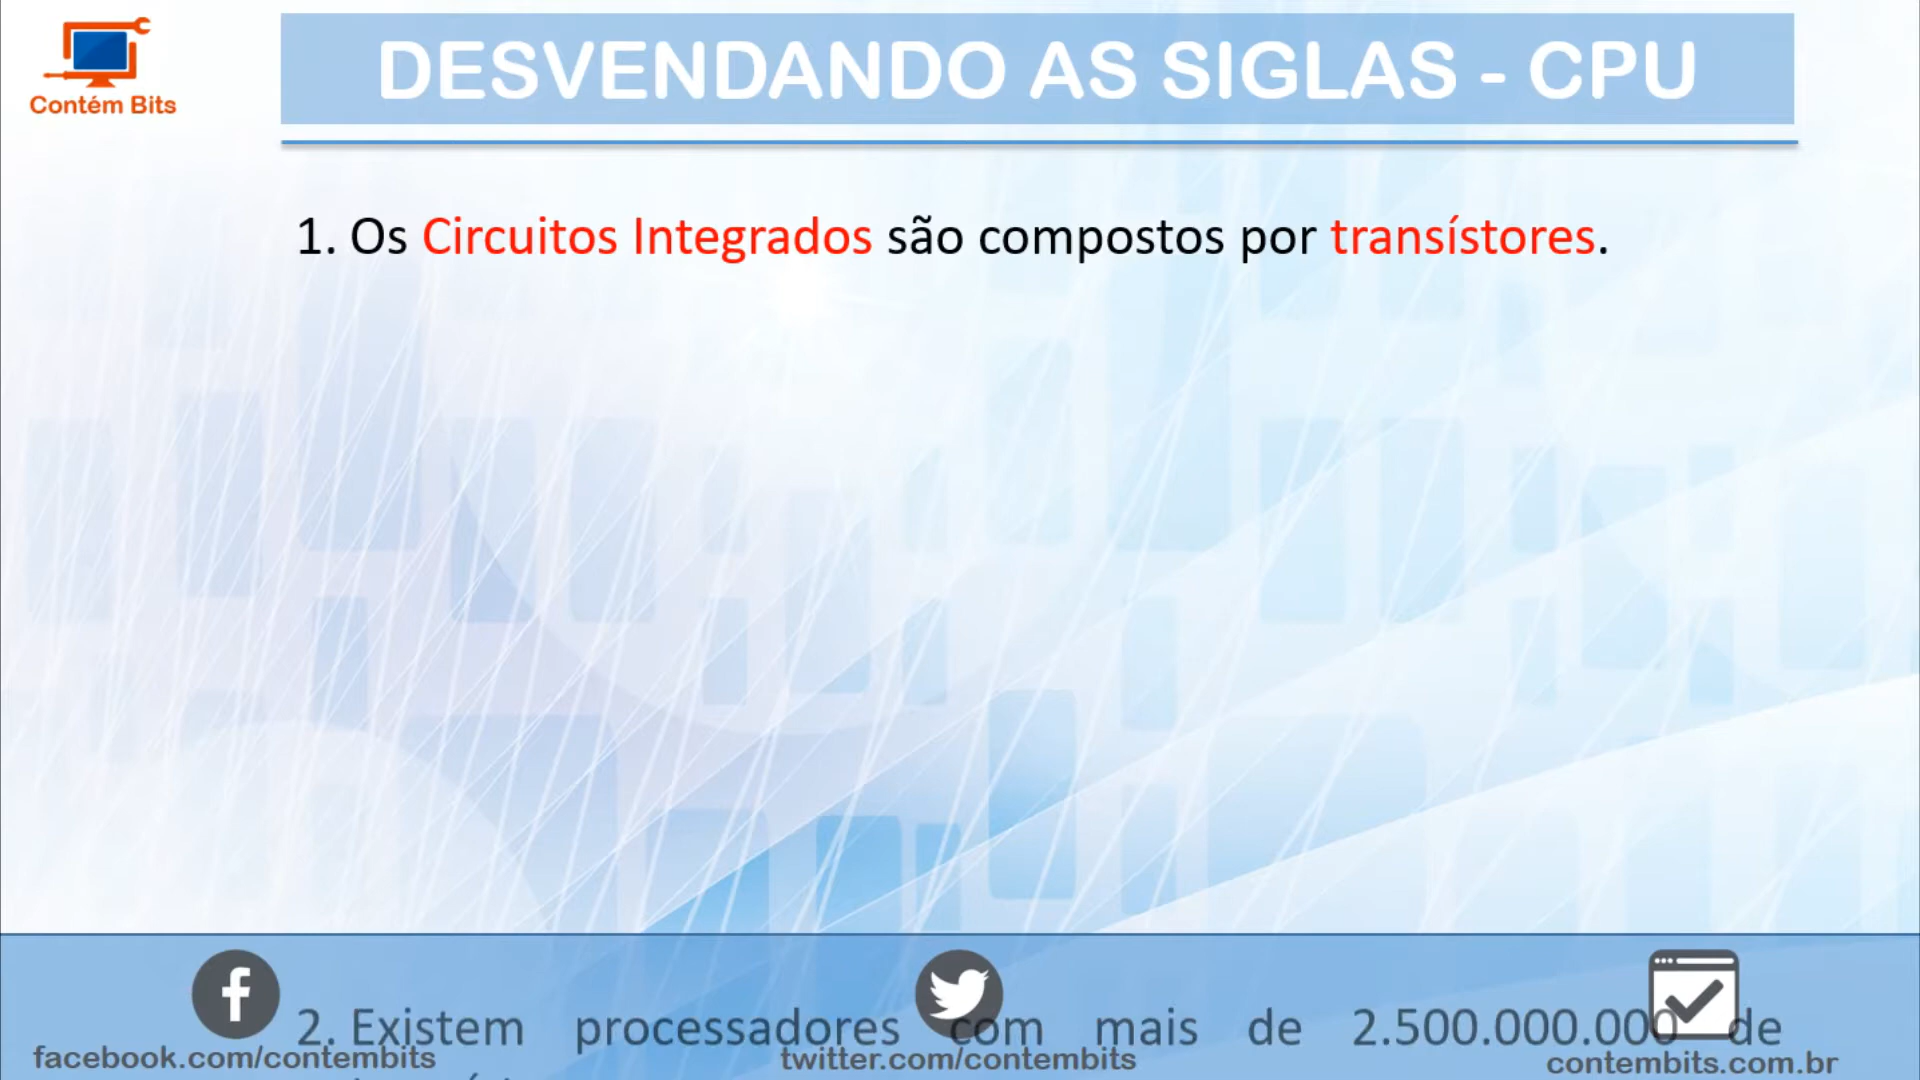 Contém Bits
DESVENDANDO AS SIGLAS - CPU
1. Os Circuitos Integrados são compostos por transístores.
2. Existem processadores com mais de 2.500.000.000 de
facebook.com/contembits
twitter.com/contembits
contembits.com.br